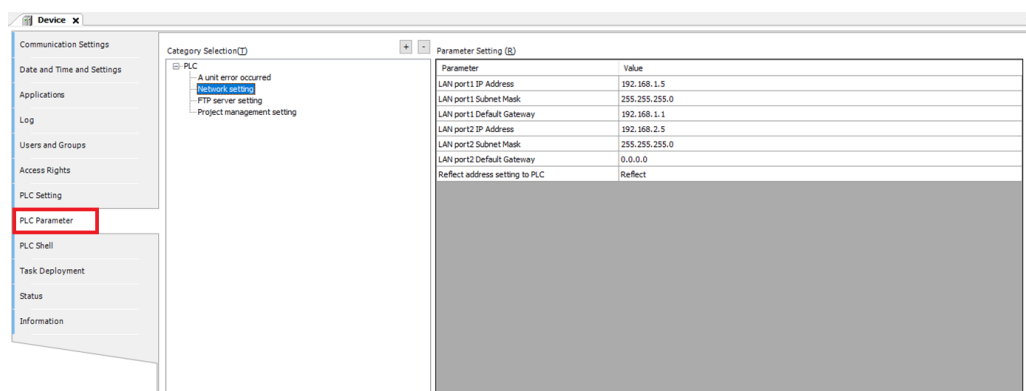 Device x
Communication Settings
Date and Time and Settings
Applications
Log
Users and Groups
Access Rights
PLC Setting
PLC Parameter
PLC Shell
Task Deployment
Status
Information
Category Selection(T)
+ -
PLC
A unit error occurred
Network setting
FTP server setting
Project management setting
Parameter Setting (R)
Parameter Value
LAN port1 IP Address 192.168.1.5
LAN port1 Subnet Mask 255.255.255.0
LAN port1 Default Gateway 192.168.1.1
LAN port2 IP Address 192.168.2.5
LAN port2 Subnet Mask 255.255.255.0
LAN port2 Default Gateway 0.0.0.0
Reflect address setting to PLC Reflect